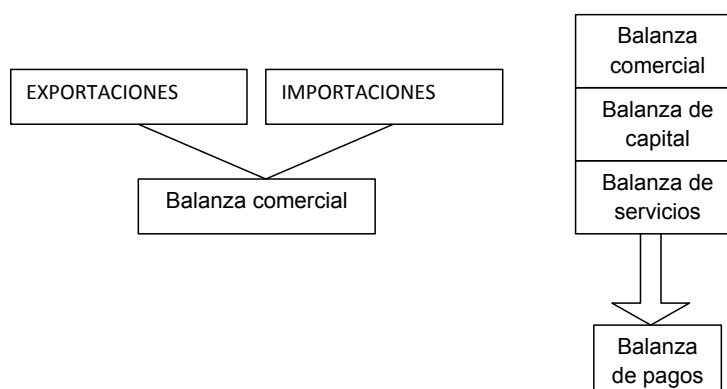 EXPORTACIONES
IMPORTACIONES
Balanza comercial
Balanza
comercial
Balanza de
capital
Balanza de
servicios
Balanza
de pagos